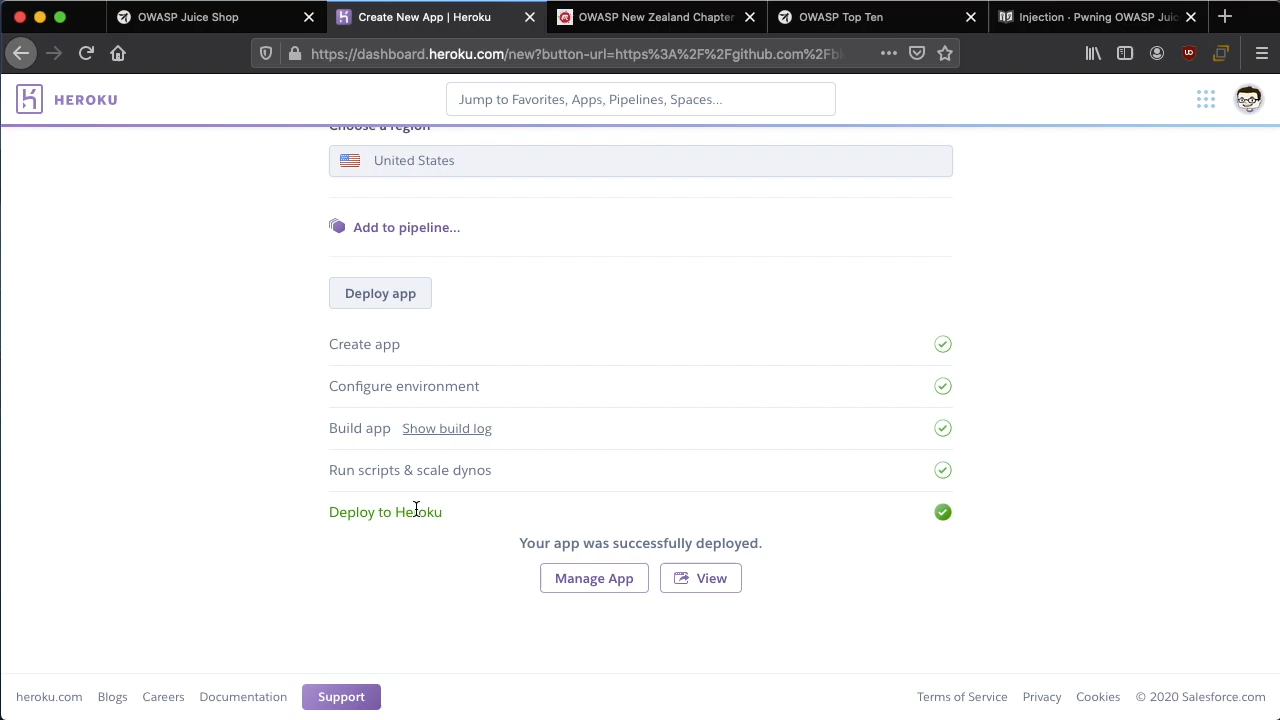 OWASP Juice Shop
Create New App | Heroku
OWASP New Zealand Chapter
OWASP Top Ten
Injection · Pwning OWASP Juic
https://dashboard.heroku.com/new?button-url=https%3A%2F%2Fgithub.com%2Fbk
HEROKU
Jump to Favorites, Apps, Pipelines, Spaces...
Choose a region
United States
Add to pipeline...
Deploy app
Create app
Configure environment
Build app Show build log
Run scripts & scale dynos
Deploy to Heroku
Your app was successfully deployed.
Manage App
View
heroku.com Blogs Careers Documentation Support Terms of Service Privacy Cookies © 2020 Salesforce.com